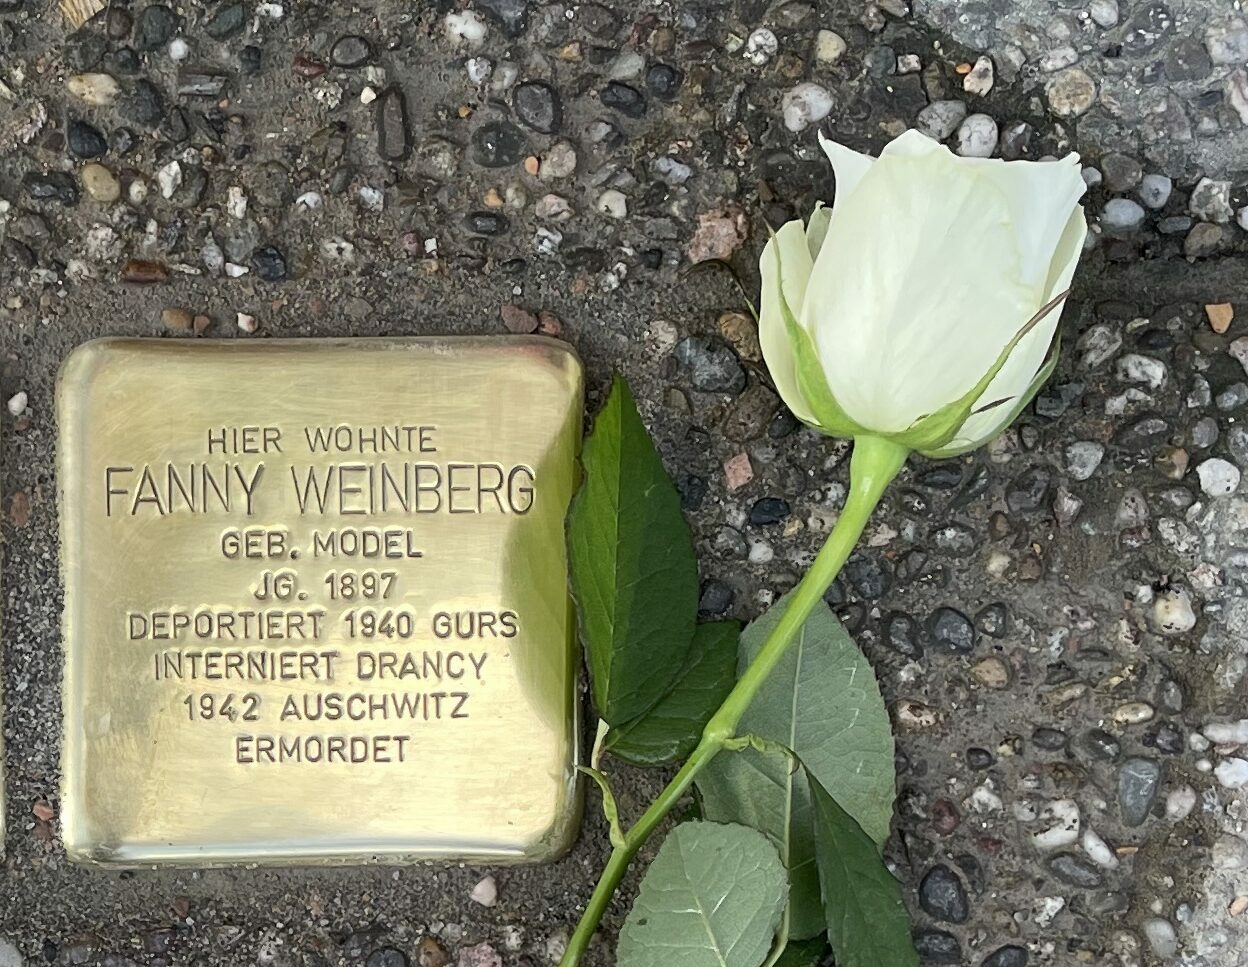 HIER WOHNTE
FANNY WEINBERG
GEB. MODEL
JG. 1897
DEPORTIERT 1940 GURS
INTERNIERT DRANCY
1942 AUSCHWITZ
ERMORDET